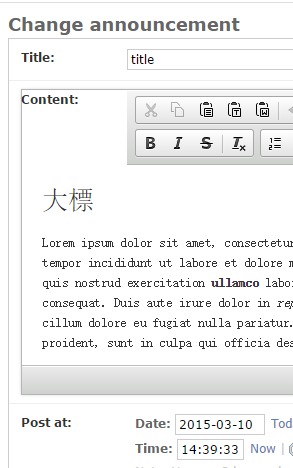 Change announcement
Title: title
Content:
B I S Ix
大標
Lorem ipsum dolor sit amet, consectetu
tempor incididunt ut labore et dolore m
quis nostrud exercitation ullamco labo
consequat. Duis aute irure dolor in re
cillum dolore eu fugiat nulla pariatur.
proident, sunt in culpa qui officia des
Post at: Date: 2015-03-10 Tod
Time: 14:39:33 Now |